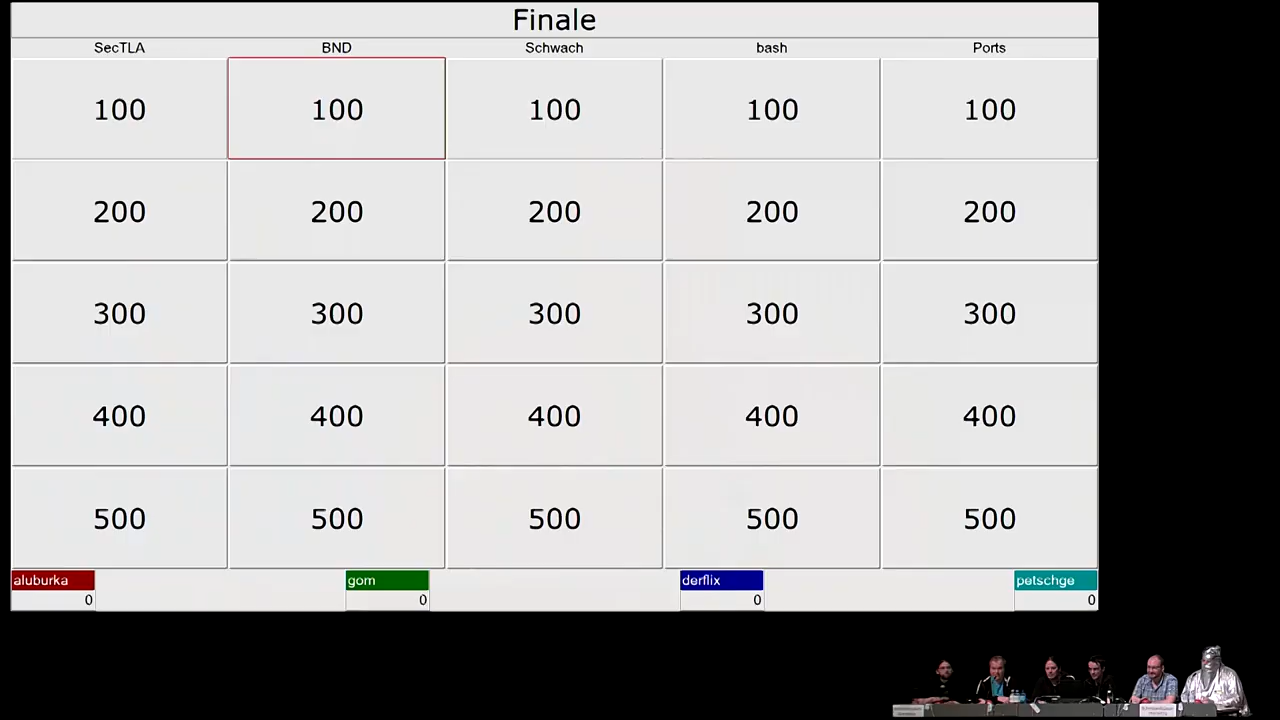 Finale
SecTLA BND Schwach bash Ports
100 100 100 100 100
200 200 200 200 200
300 300 300 300 300
400 400 400 400 400
500 500 500 500 500
aluburka gom derflix petschge
0 0 0 0